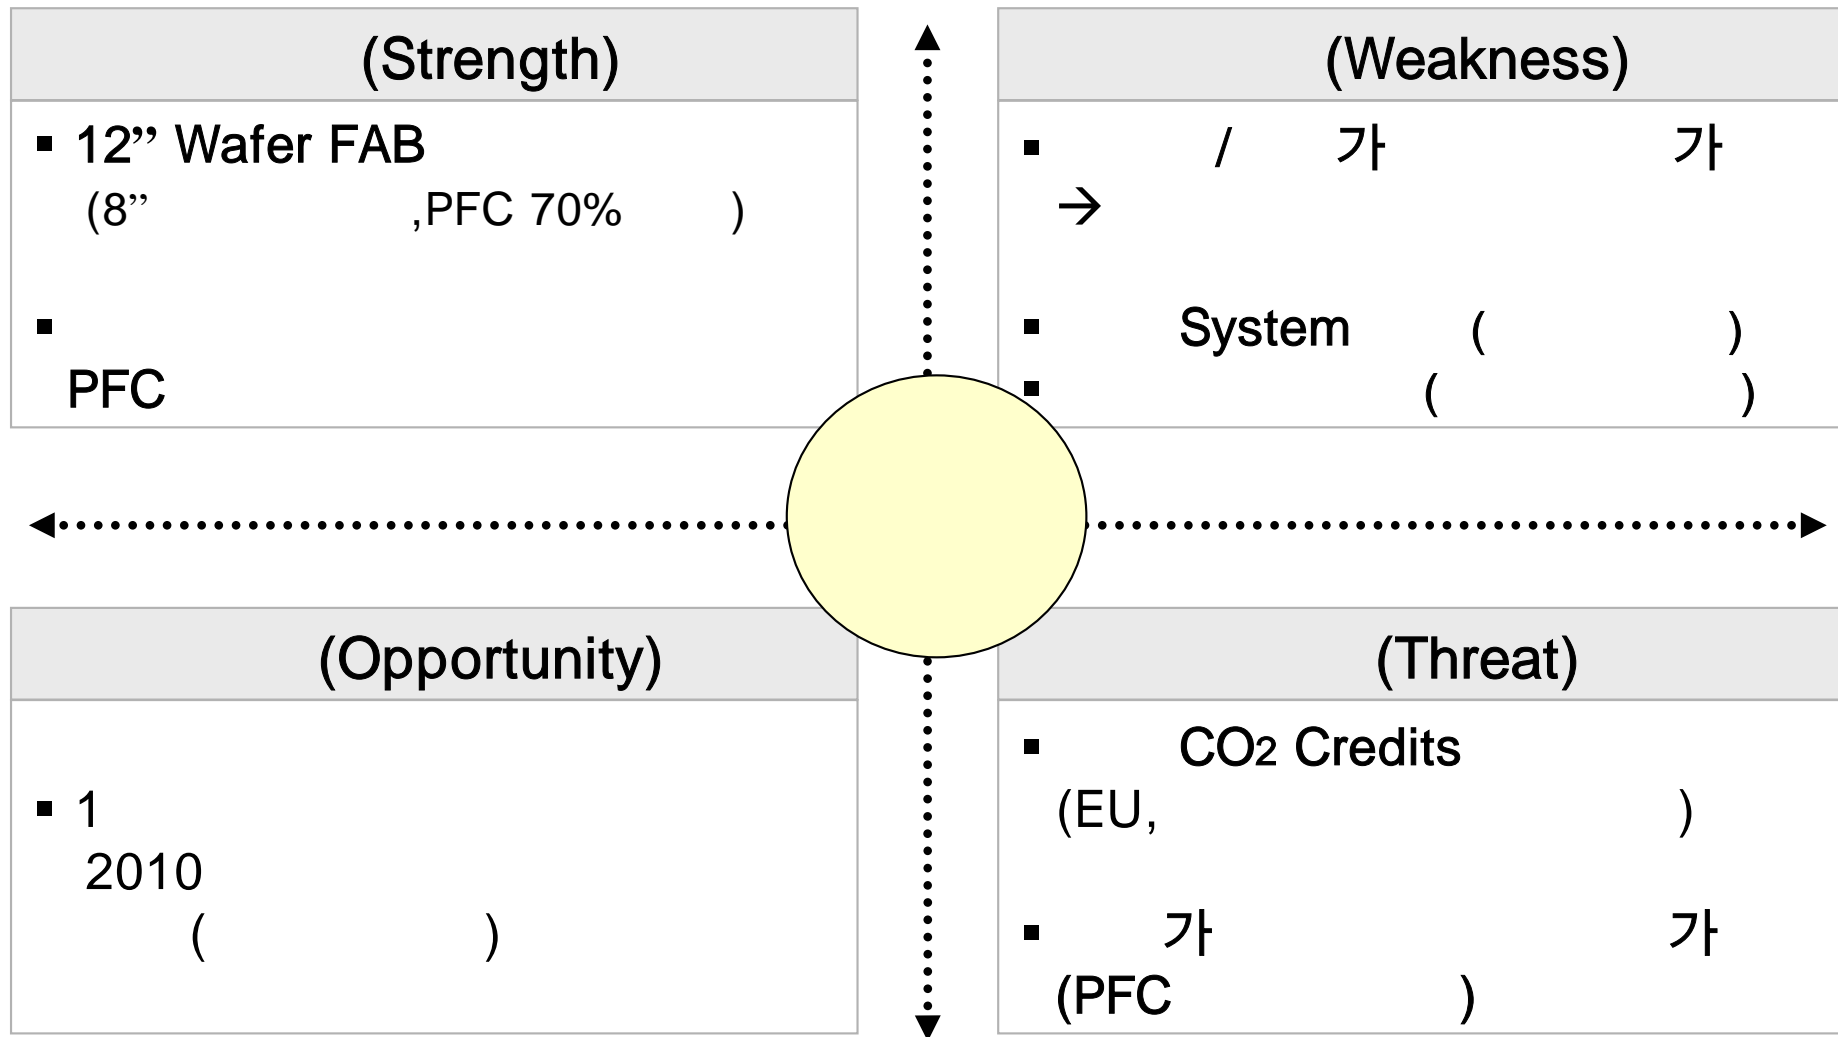 (Strength)
▪ 12” Wafer FAB
(8” ,PFC 70% )
▪
PFC
(Weakness)
▪ / 가 가
→
▪ System ( )
▪ ( )
(Opportunity)
▪ 1
2010
( )
(Threat)
▪ CO2 Credits
(EU, )
▪ 가 가
(PFC )